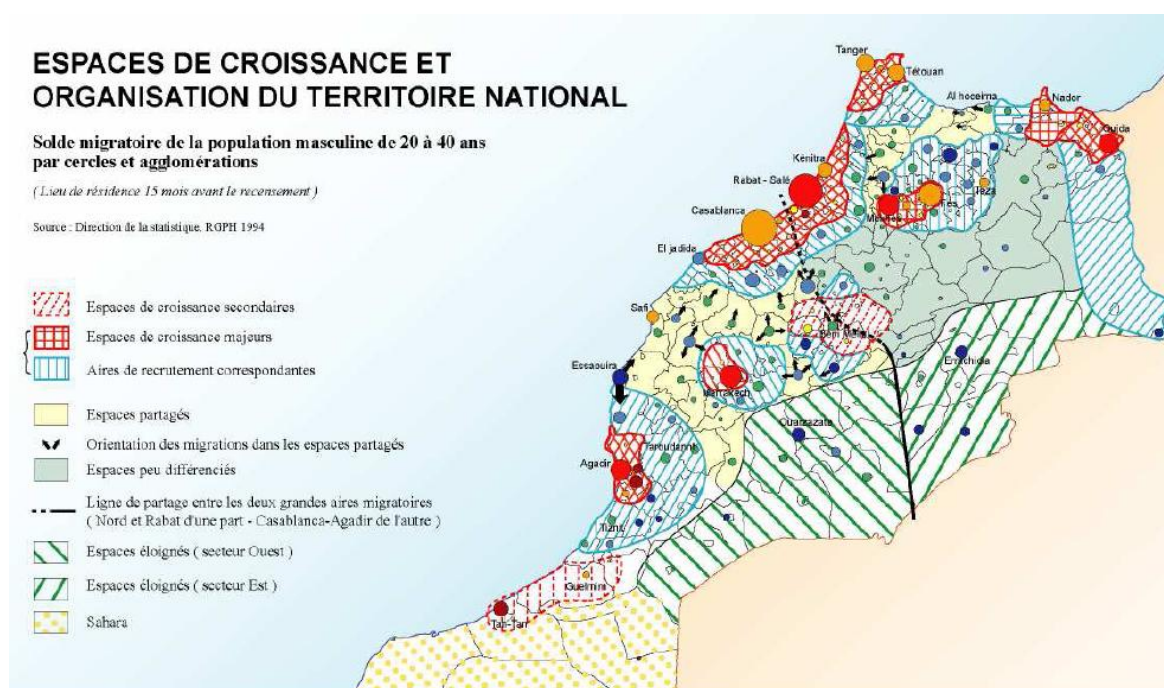 ESPACES DE CROISSANCE ET
ORGANISATION DU TERRITOIRE NATIONAL
Solde migratoire de la population masculine de 20 à 40 ans
par cercles et agglomérations
( Lieu de résidence 15 mois avant le recensement )
Source : Direction de la statistique. RGPH 1994
Espaces de croissance secondaires
Espaces de croissance majeurs
Aires de recrutement correspondantes
Espaces partagés
Orientation des migrations dans les espaces partagés
Espaces peu différenciés
Ligne de partage entre les deux grandes aires migratoires
( Nord et Rabat d'une part - Casablanca-Agadir de l'autre )
Espaces éloignés ( secteur Ouest )
Espaces éloignés ( secteur Est )
Sahara
Tanger
Tétouan
Al hoceima
Nador
Oujda
Kénitra
Rabat - Salé
Taza
Fès
Meknès
Casablanca
El jadida
Safi
Beni Mellal
Errachidia
Essaouira
Marrakech
Ouarzazate
Taroudannt
Agadir
Tiznit
Guelmim
Tan-Tan